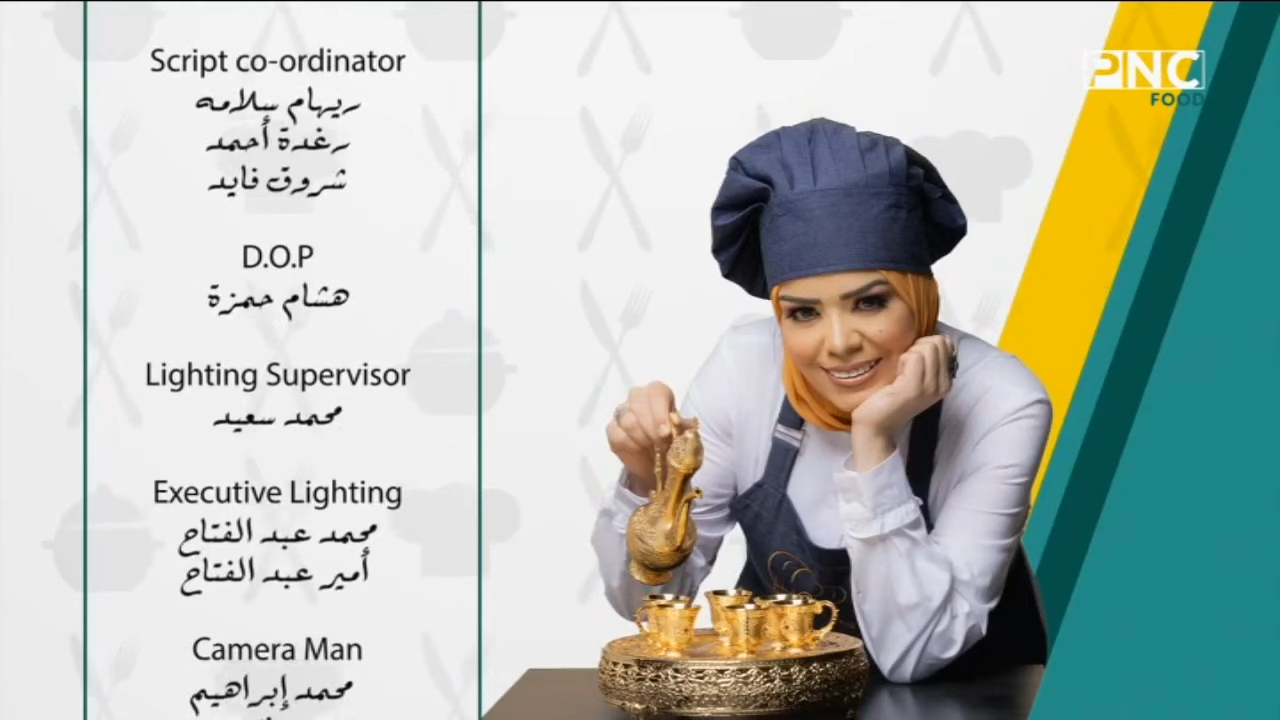 Script co-ordinator
ريهام سلامه
رغدة أحمد
شروق فايد
D.O.P
هشام حمزة
Lighting Supervisor
محمد سعيد
Executive Lighting
محمد عبد الفتاح
أمير عبد الفتاح
Camera Man
محمد إبراهيم
PNC
FOOD